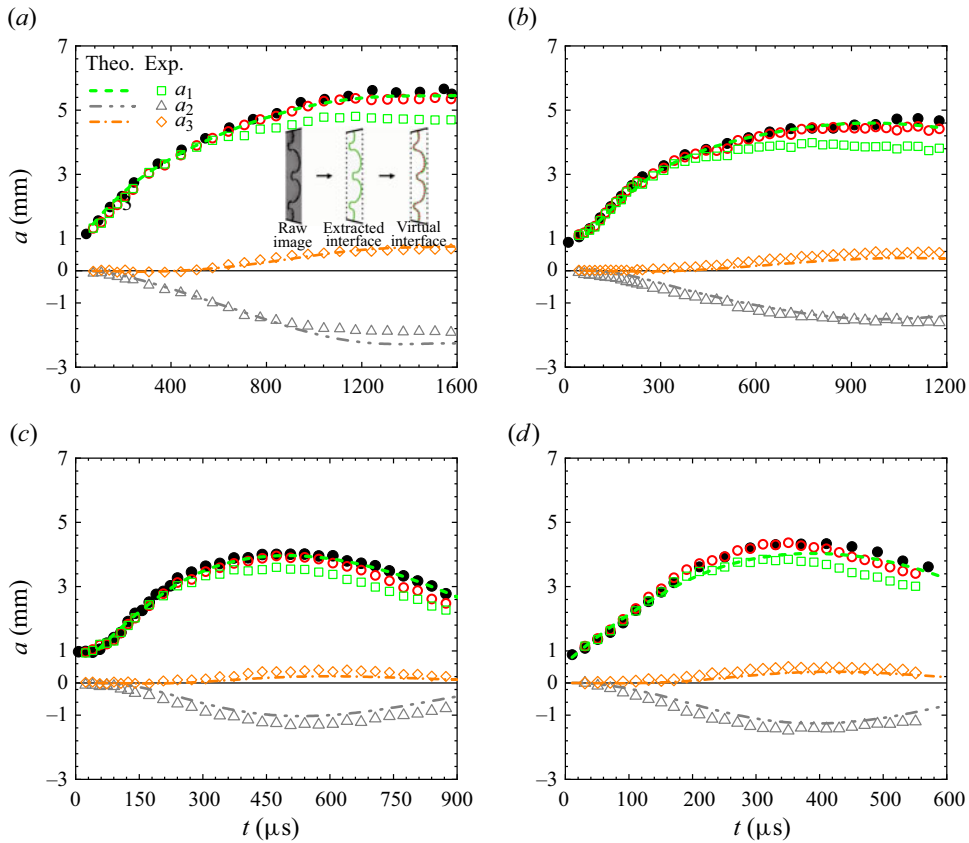 (a)
(b)
7
5
3
1
0
−1
−3
a (mm)
Theo. Exp.
a1
a2
a3
3
Raw image
Extracted interface
Virtual interface
0 400 800 1200 1600
7
5
3
1
0
−1
−3
0 300 600 900 1200
(c)
(d)
7
5
3
1
0
−1
−3
a (mm)
0 150 300 450 600 750 900
t (μs)
7
5
3
1
0
−1
−3
0 100 200 300 400 500 600
t (μs)